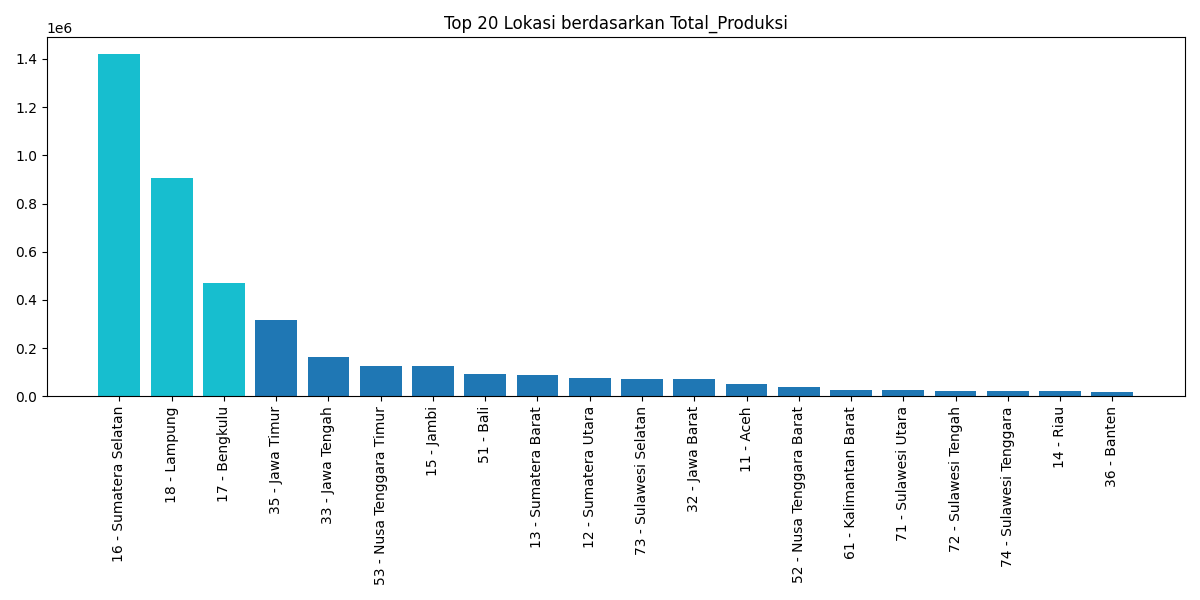 Top 20 Lokasi berdasarkan Total_Produksi
1e6
1.4
1.2
1.0
0.8
0.6
0.4
0.2
0.0
16 - Sumatera Selatan
18 - Lampung
17 - Bengkulu
35 - Jawa Timur
33 - Jawa Tengah
53 - Nusa Tenggara Timur
15 - Jambi
51 - Bali
13 - Sumatera Barat
12 - Sumatera Utara
73 - Sulawesi Selatan
32 - Jawa Barat
11 - Aceh
52 - Nusa Tenggara Barat
61 - Kalimantan Barat
71 - Sulawesi Utara
72 - Sulawesi Tengah
74 - Sulawesi Tenggara
14 - Riau
36 - Banten